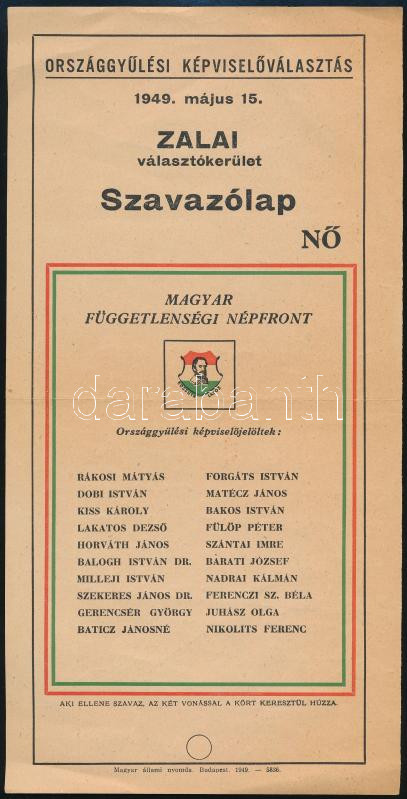 ORSZÁGGYŰLÉSI KÉPVISELŐVÁLASZTÁS
1949. május 15.
ZALAI
választókerület
Szavazólap
NŐ
MAGYAR
FÜGGETLENSÉGI NÉPFRONT
darabanth
Országgyülési képviselöjelöltek:
RÁKOSI MÁTYÁS
DOBI ISTVÁN
KISS KÁROLY
LAKATOS DEZSŐ
HORVÁTH JÁNOS
BALOGH ISTVÁN DR.
MILLEJI ISTVÁN
SZEKERES JÁNOS DR.
GERENCSÉR GYÖRGY
BATICZ JÁNOSNÉ
FORGÁTS ISTVÁN
MATÉCZ JÁNOS
BAKOS ISTVÁN
FÜLÖP PÉTER
SZÁNTAI IMRE
BARÁTI JÓZSEF
NADRAI KÁLMÁN
FERENCZI SZ. BÉLA
JUHÁSZ OLGA
NIKOLITS FERENC
AKI ELLENE SZAVAZ, AZ KÉT VONÁSSAL A KÖRT KERESZTÜL HÚZZA.
Magyar állami nyomda. Budapest. 1949. — 5836.